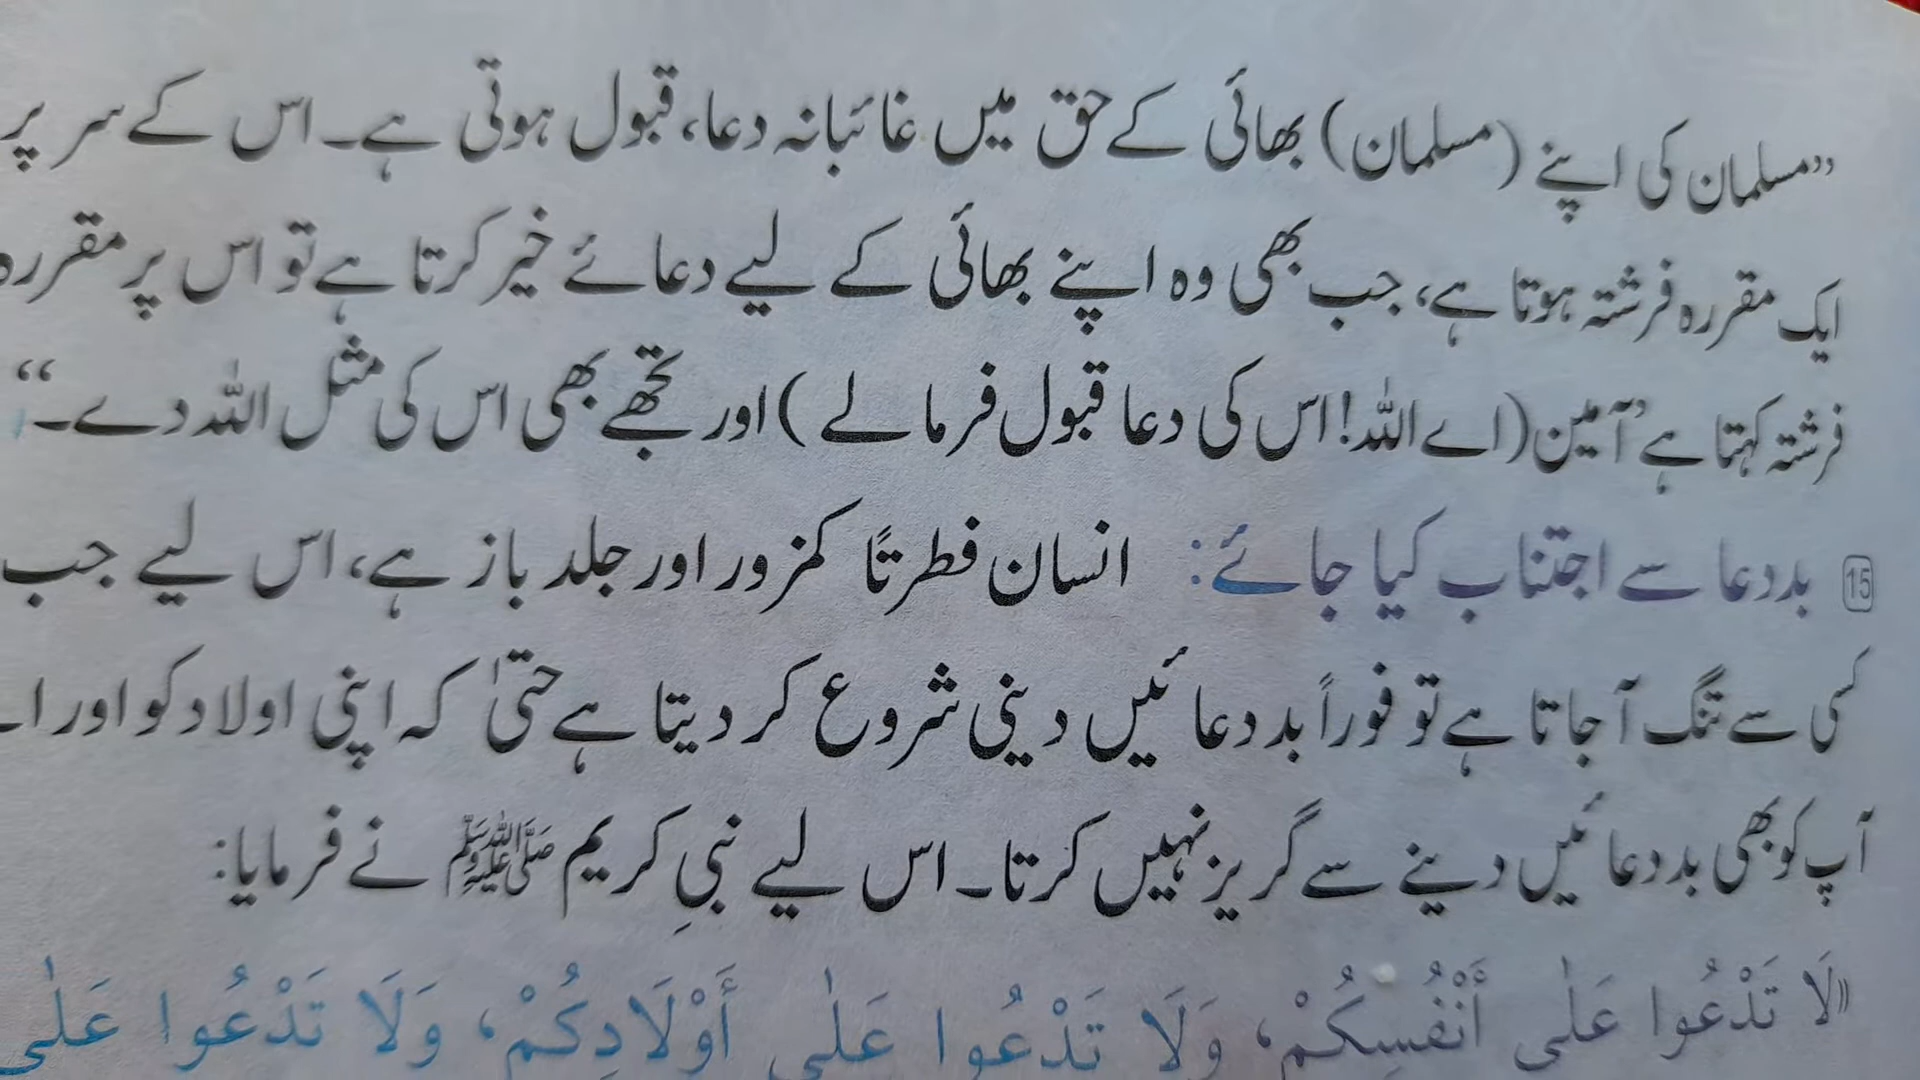 ”مسلمان کی اپنے (مسلمان) بھائی کے حق میں غائبانہ دعا، قبول ہوتی ہے۔ اس کے سر پر
ایک مقررہ فرشتہ ہوتا ہے، جب بھی وہ اپنے بھائی کے لیے دعائے خیر کرتا ہے تو اس پر مقررہ
فرشتہ کہتا ہے ’آمین (اے اللہ! اس کی دعا قبول فرما لے) اور تجھے بھی اس کی مثل اللہ دے۔“
15 بددعا سے اجتناب کیا جائے: انسان فطرتًا کمزور اور جلد باز ہے، اس لیے جب
کسی سے تنگ آ جاتا ہے تو فوراً بددعائیں دینی شروع کر دیتا ہے حتیٰ کہ اپنی اولاد کو اور
آپ کو بھی بددعائیں دینے سے گریز نہیں کرتا۔ اس لیے نبیِ کریم ﷺ نے فرمایا:
«لَا تَدْعُوا عَلٰى أَنْفُسِكُمْ، وَلَا تَدْعُوا عَلٰى أَوْلَادِكُمْ، وَلَا تَدْعُوا عَلٰى